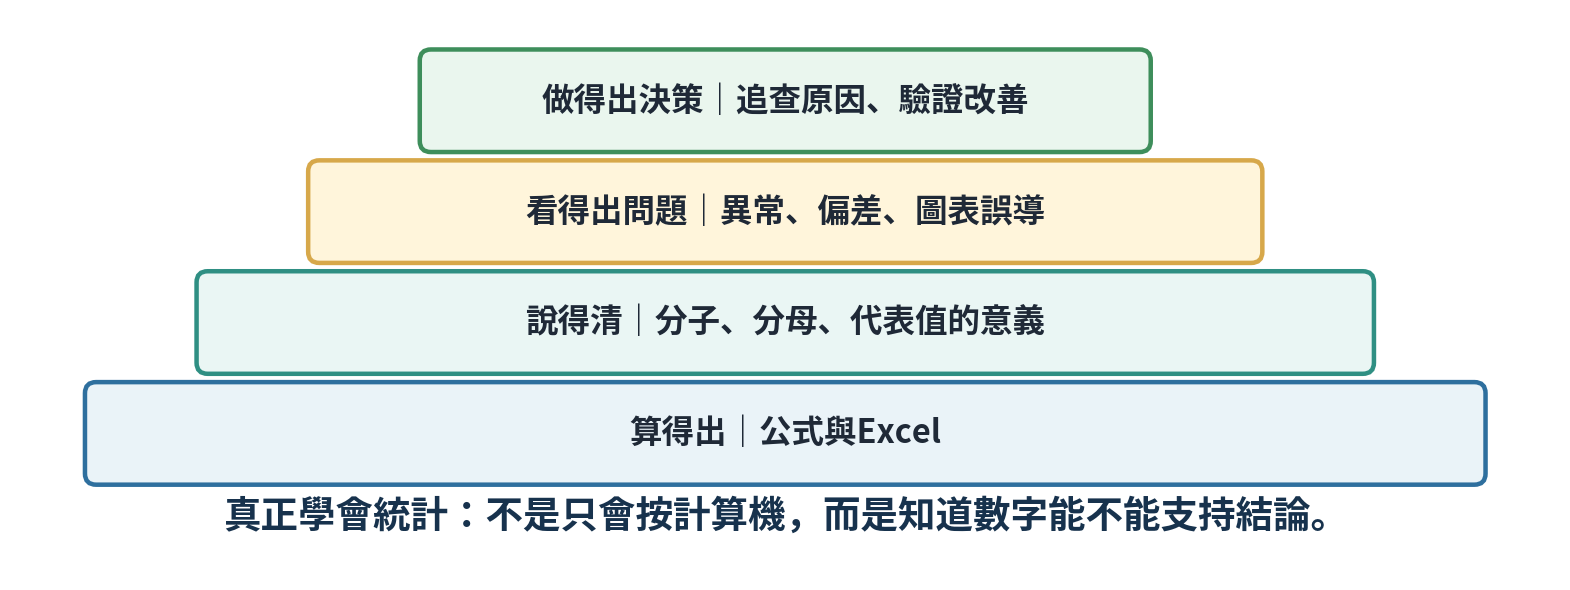 做得出決策｜追查原因、驗證改善
看得出問題｜異常、偏差、圖表誤導
說得清｜分子、分母、代表值的意義
算得出｜公式與Excel
真正學會統計：不是只會按計算機，而是知道數字能不能支持結論。